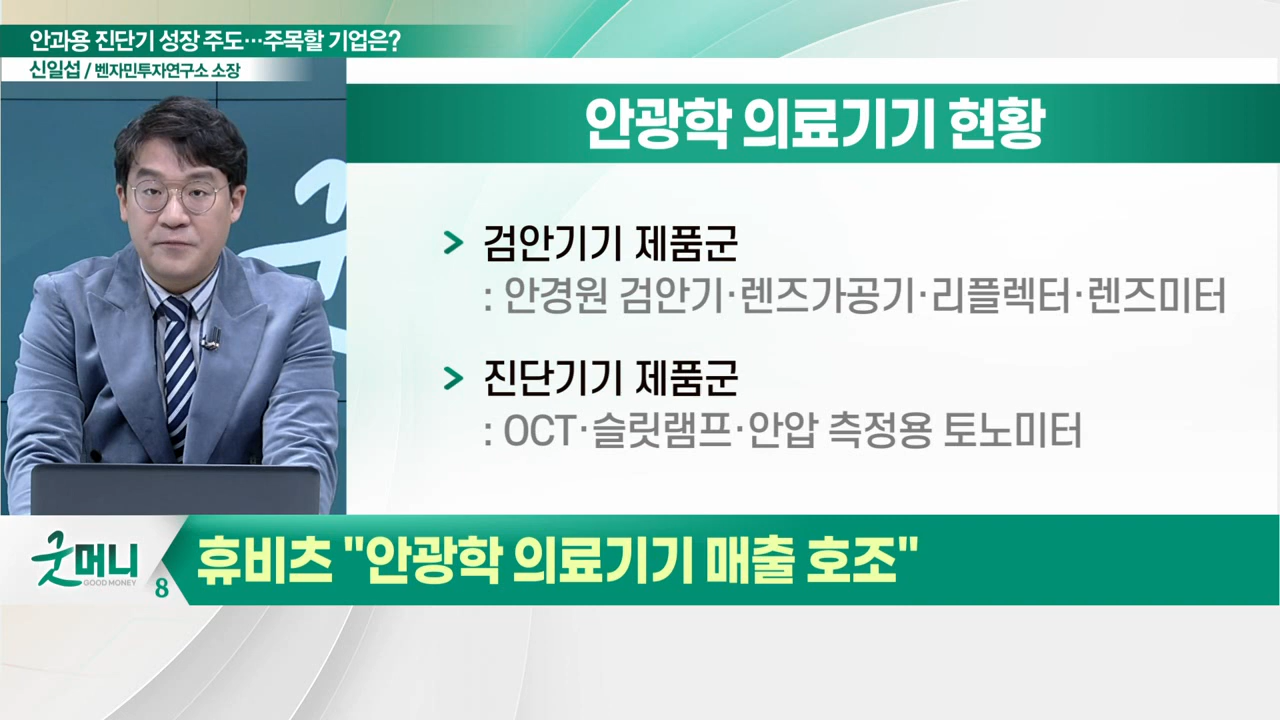 안과용 진단기 성장 주도…주목할 기업은?
신일섭 / 벤자민투자연구소 소장
안광학 의료기기 현황
> 검안기기 제품군
: 안경원 검안기·렌즈가공기·리플렉터·렌즈미터
> 진단기기 제품군
: OCT·슬릿램프·안압 측정용 토노미터
굿머니
GOOD MONEY
8
휴비츠 "안광학 의료기기 매출 호조"